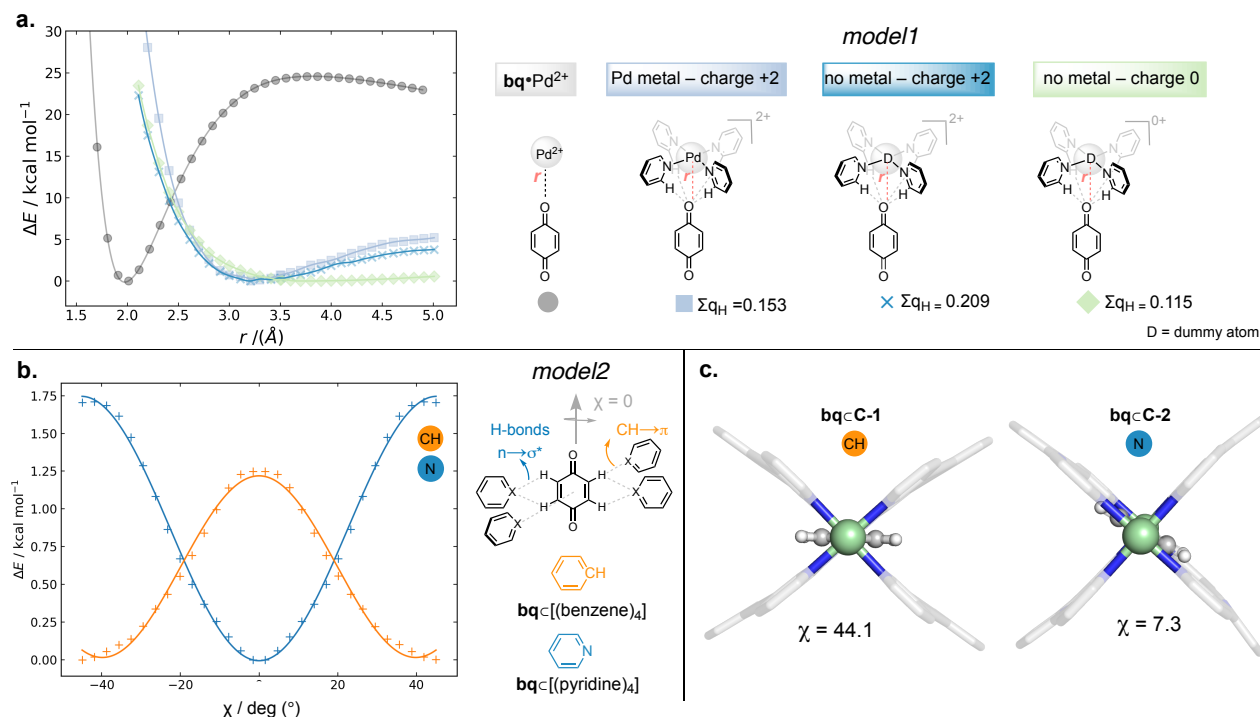 a.
30
25
20
15
10
5
0
ΔE / kcal mol⁻¹
1.5 2.0 2.5 3.0 3.5 4.0 4.5 5.0
r /(Å)
model1
bq•Pd²⁺
Pd metal – charge +2
no metal – charge +2
no metal – charge 0
Pd²⁺
r
O
O
2+
N
N
N
Pd
N
r
H
H
O
O
2+
N
N
N
D
N
r
H
H
O
O
0+
N
N
N
D
N
r
H
H
O
O
Σq_H =0.153
Σq_H = 0.209
Σq_H = 0.115
D = dummy atom
b.
1.75
1.50
1.25
1.00
0.75
0.50
0.25
0.00
ΔE / kcal mol⁻¹
−40 −20 0 20 40
χ / deg (°)
CH
N
model2
χ = 0
H-bonds
n→σ*
CH→π
O
H H
H H
O
X
X
X
X
CH
bq⊂[(benzene)₄]
N
bq⊂[(pyridine)₄]
c.
bq⊂C-1
CH
χ = 44.1
bq⊂C-2
N
χ = 7.3